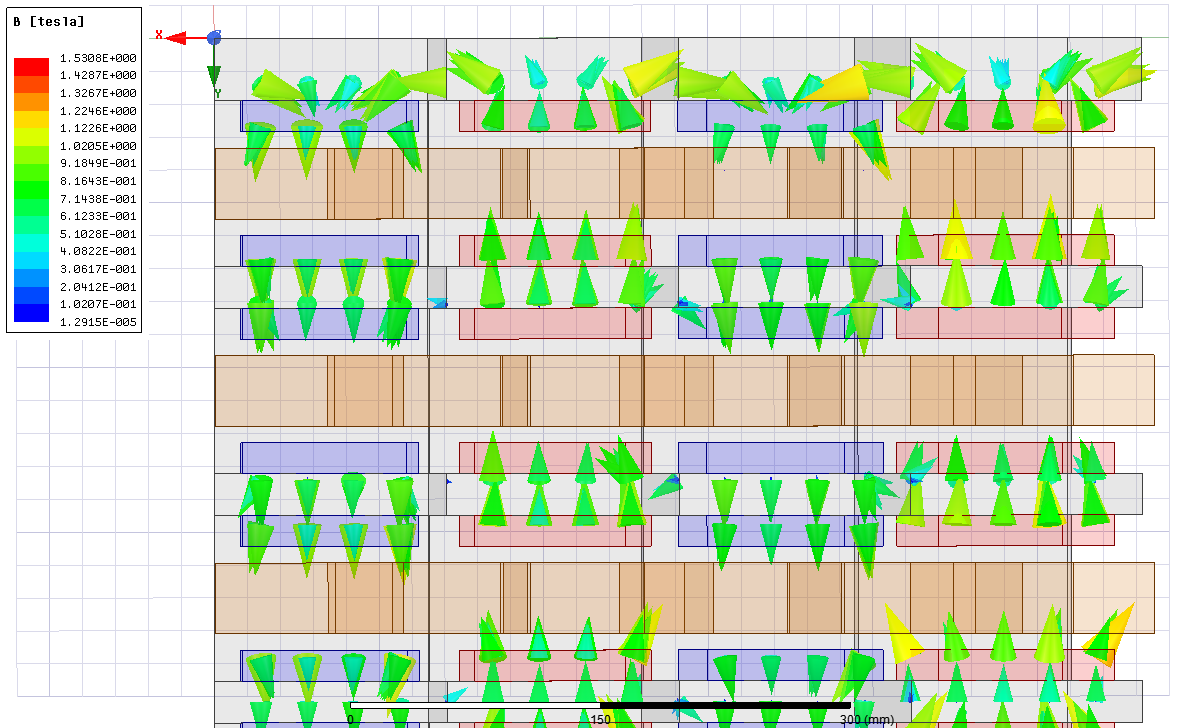 B [tesla]
1.5308E+000
1.4287E+000
1.3267E+000
1.2246E+000
1.1226E+000
1.0205E+000
9.1849E-001
8.1643E-001
7.1438E-001
6.1233E-001
5.1028E-001
4.0822E-001
3.0617E-001
2.0412E-001
1.0207E-001
1.2915E-005
X
Y
0 150 300 (mm)